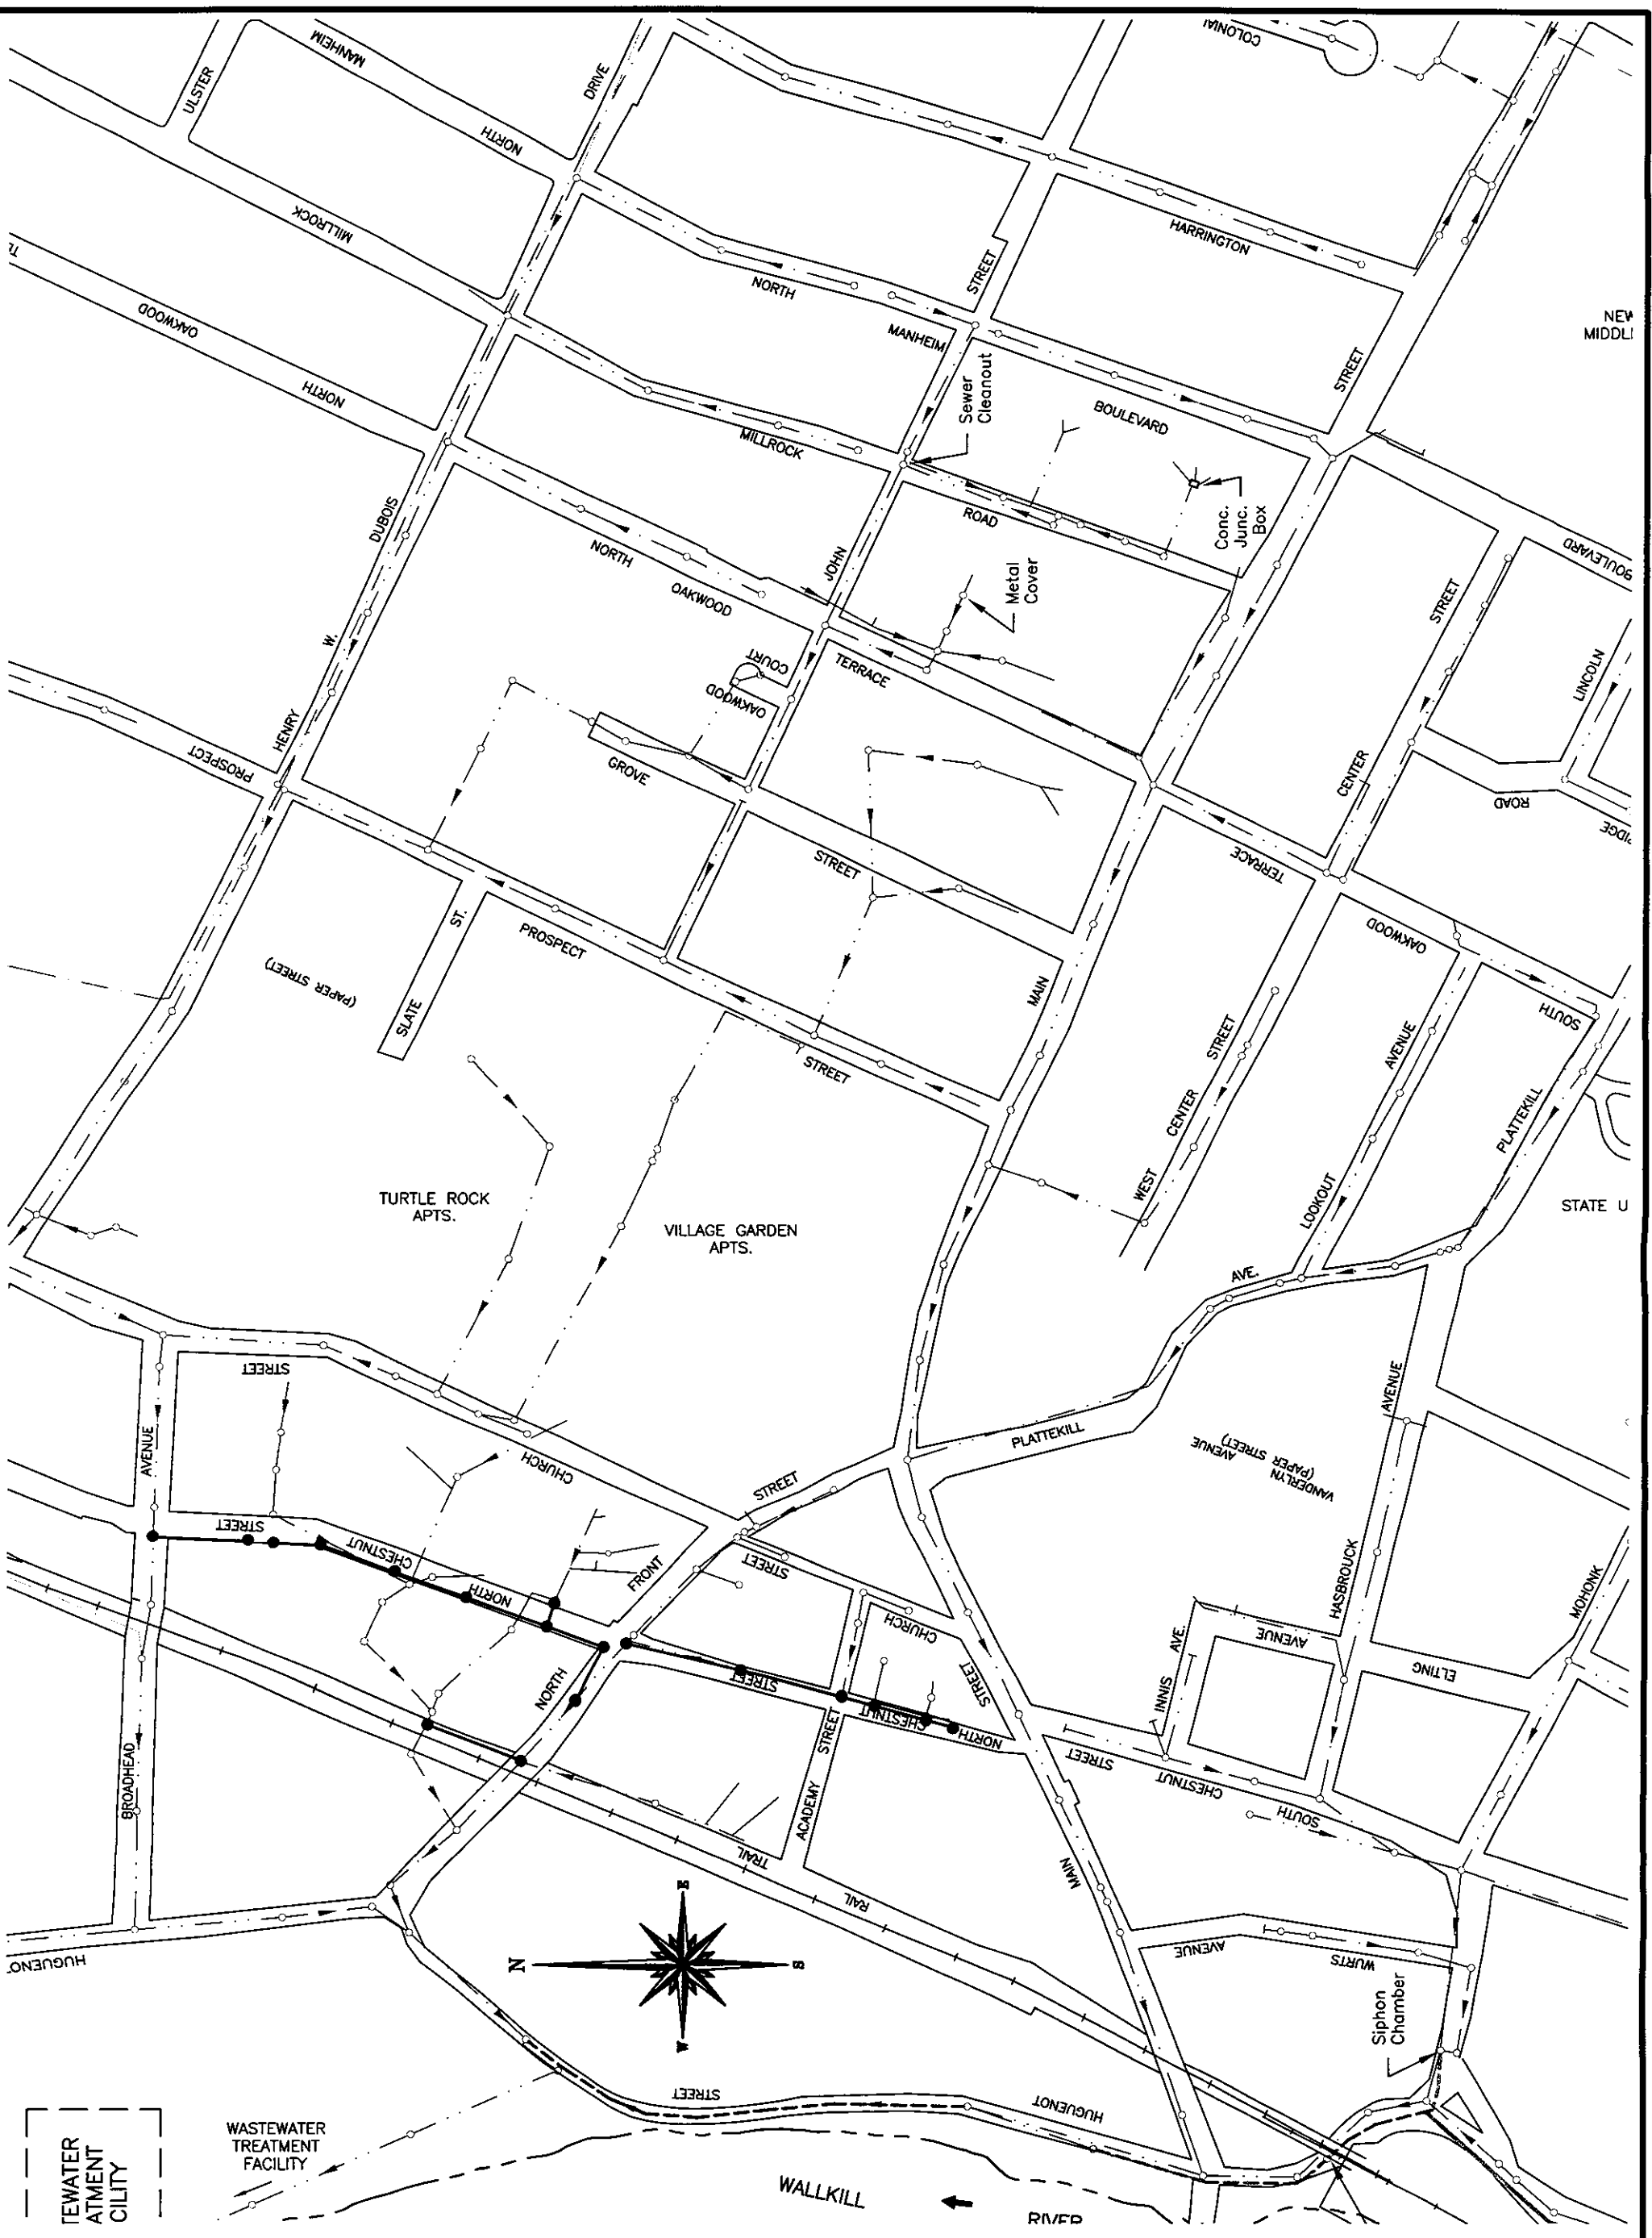 COLONIAL
MANHEIM
ULSTER
DRIVE
NORTH
MILLROCK
HARRINGTON
STREET
NORTH
OAKWOOD
MANHEIM
STREET
NORTH
Sewer
Cleanout
BOULEVARD
MILLROCK
DUBOIS
ROAD
Conc.
Junc.
Box
BOULEVARD
NORTH
JOHN
OAKWOOD
Metal
Cover
STREET
W.
COURT
OAKWOOD
TERRACE
LINCOLN
HENRY
PROSPECT
GROVE
CENTER
ROAD
STREET
TERRACE
ST.
PROSPECT
OAKWOOD
(PAPER STREET)
SLATE
MAIN
SOUTH
STREET
STREET
AVENUE
CENTER
PLATTEKILL
WEST
LOOKOUT
TURTLE ROCK
APTS.
VILLAGE GARDEN
APTS.
STATE U
AVE.
STREET
AVENUE
PLATTEKILL
VANDERLYN
AVENUE
(PAPER STREET)
AVENUE
CHURCH
STREET
STREET
CHESTNUT
NORTH
FRONT
STREET
CHURCH
HASBROUCK
MOHONK
AVENUE
INNIS
AVE.
ELTING
NORTH
STREET
STREET
CHESTNUT
NORTH
STREET
STREET
CHESTNUT
SOUTH
BROADHEAD
ACADEMY
TRAIL
RAIL
MAIN
HUGUENOT
N
E
S
W
AVENUE
WURTS
Siphon
Chamber
STREET
HUGUENOT
WASTEWATER
TREATMENT
FACILITY
WALLKILL
RIVER